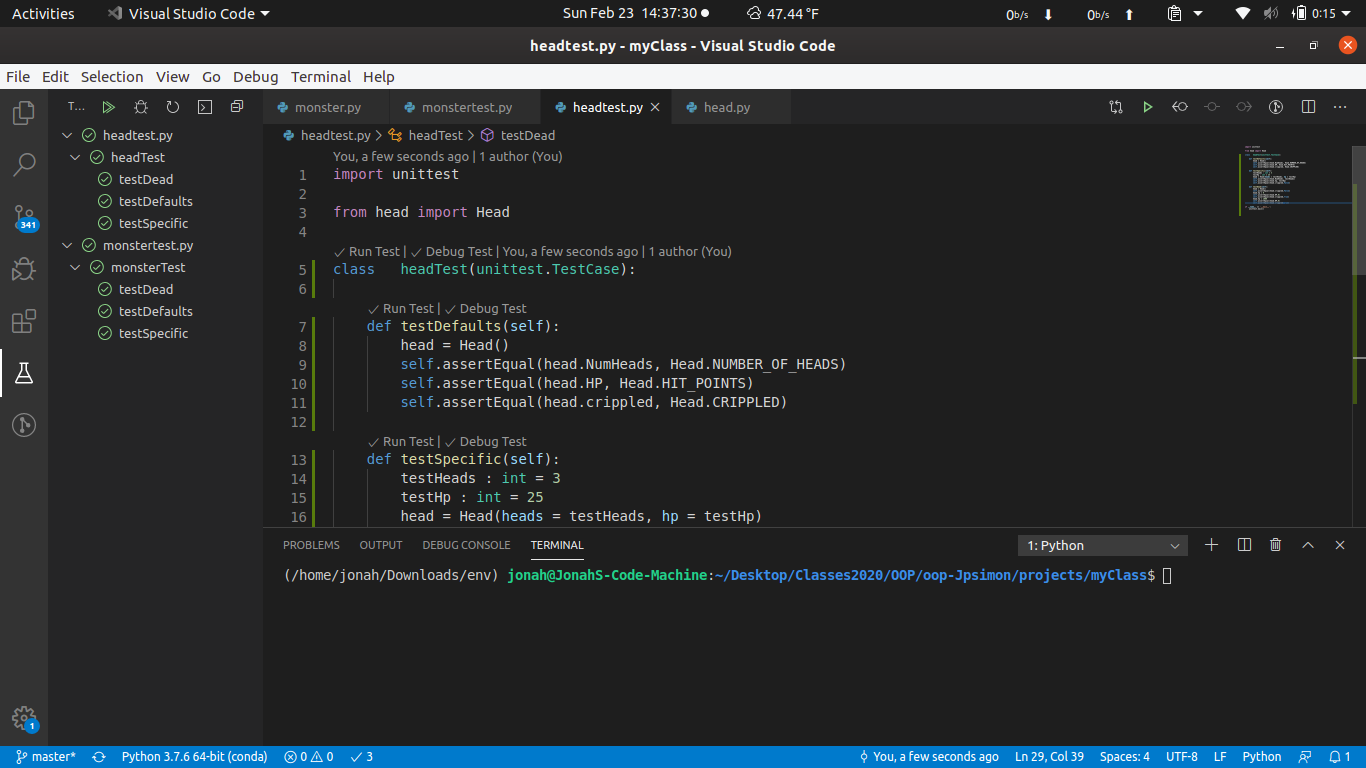 Activities Visual Studio Code Sun Feb 23 14:37:30 47.44 °F 0b/s 0b/s 0:15
headtest.py - myClass - Visual Studio Code
File Edit Selection View Go Debug Terminal Help
T... monster.py monstertest.py headtest.py head.py
headtest.py > headTest > testDead
headtest.py
headTest
testDead
testDefaults
testSpecific
monstertest.py
monsterTest
testDead
testDefaults
testSpecific
341
1
You, a few seconds ago | 1 author (You)
1 import unittest
2
3 from head import Head
4
✓ Run Test | ✓ Debug Test | You, a few seconds ago | 1 author (You)
5 class   headTest(unittest.TestCase):
6
✓ Run Test | ✓ Debug Test
7     def testDefaults(self):
8         head = Head()
9         self.assertEqual(head.NumHeads, Head.NUMBER_OF_HEADS)
10         self.assertEqual(head.HP, Head.HIT_POINTS)
11         self.assertEqual(head.crippled, Head.CRIPPLED)
12
✓ Run Test | ✓ Debug Test
13     def testSpecific(self):
14         testHeads : int = 3
15         testHp : int = 25
16         head = Head(heads = testHeads, hp = testHp)
PROBLEMS OUTPUT DEBUG CONSOLE TERMINAL 1: Python
(/home/jonah/Downloads/env) jonah@JonahS-Code-Machine:~/Desktop/Classes2020/OOP/oop-Jpsimon/projects/myClass$
master* Python 3.7.6 64-bit (conda) 0 0 ✓ 3 You, a few seconds ago Ln 29, Col 39 Spaces: 4 UTF-8 LF Python 1